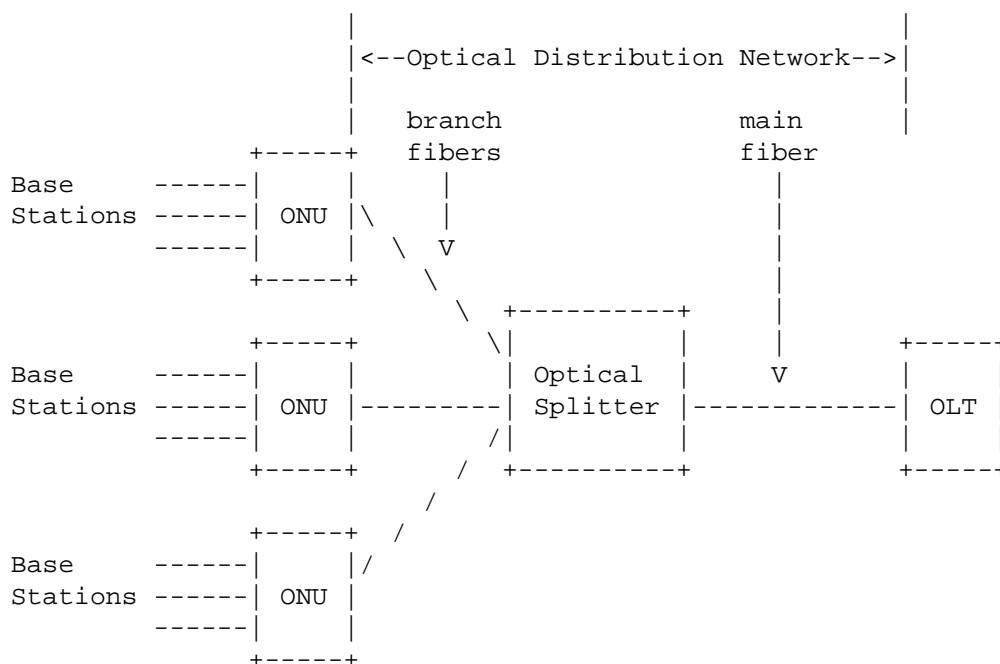 <--Optical Distribution Network-->
branch main
fibers fiber
Base
Stations ONU
V
Base Optical V
Stations ONU Splitter OLT
Base
Stations ONU